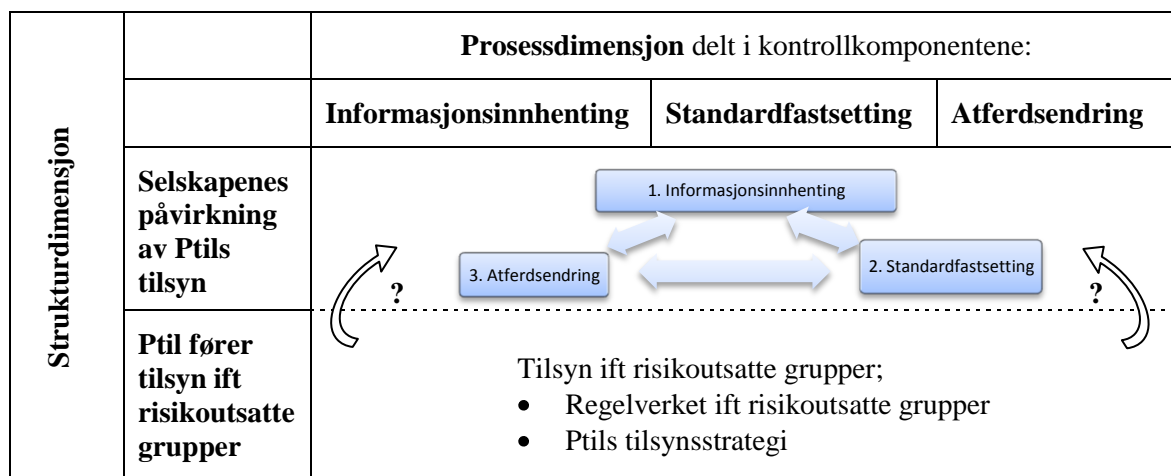 Strukturdimensjon
Prosessdimensjon delt i kontrollkomponentene:
Informasjonsinnhenting
Standardfastsetting
Atferdsendring
Selskapenes
påvirkning
av Ptils
tilsyn
1. Informasjonsinnhenting
3. Atferdsendring
2. Standardfastsetting
?
?
Ptil fører
tilsyn ift
risikoutsatte
grupper
Tilsyn ift risikoutsatte grupper;
• Regelverket ift risikoutsatte grupper
• Ptils tilsynsstrategi